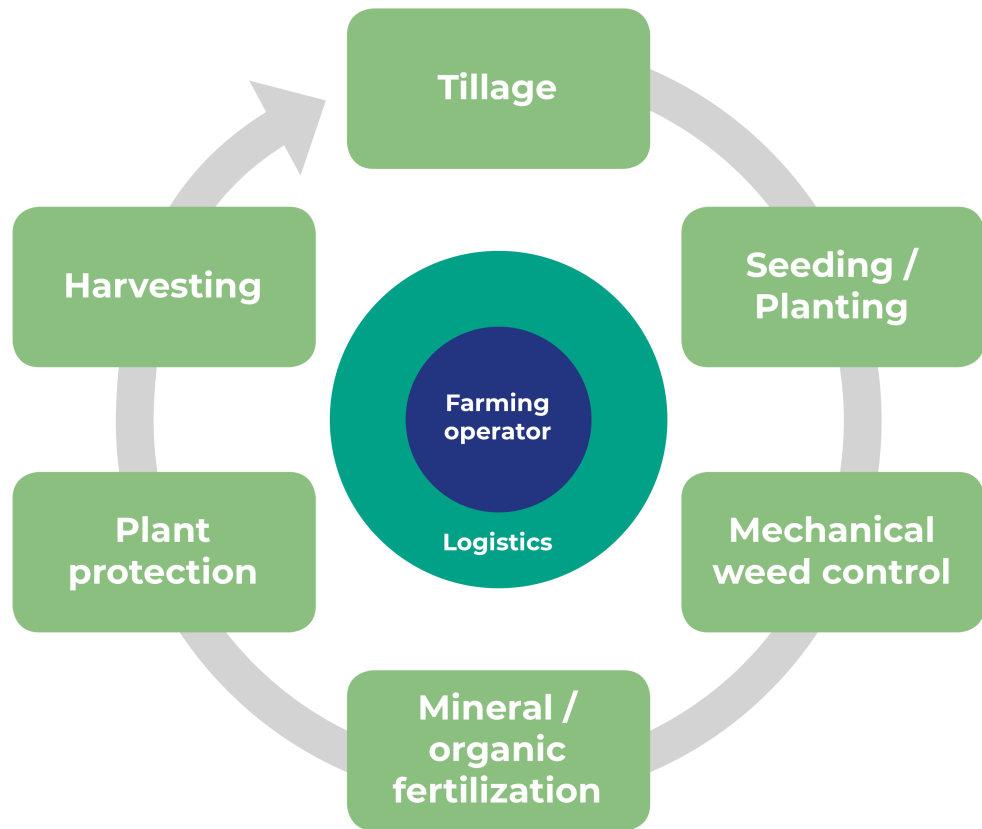 Tillage
Seeding /
Planting
Mechanical
weed control
Mineral /
organic
fertilization
Plant
protection
Harvesting
Farming
operator
Logistics